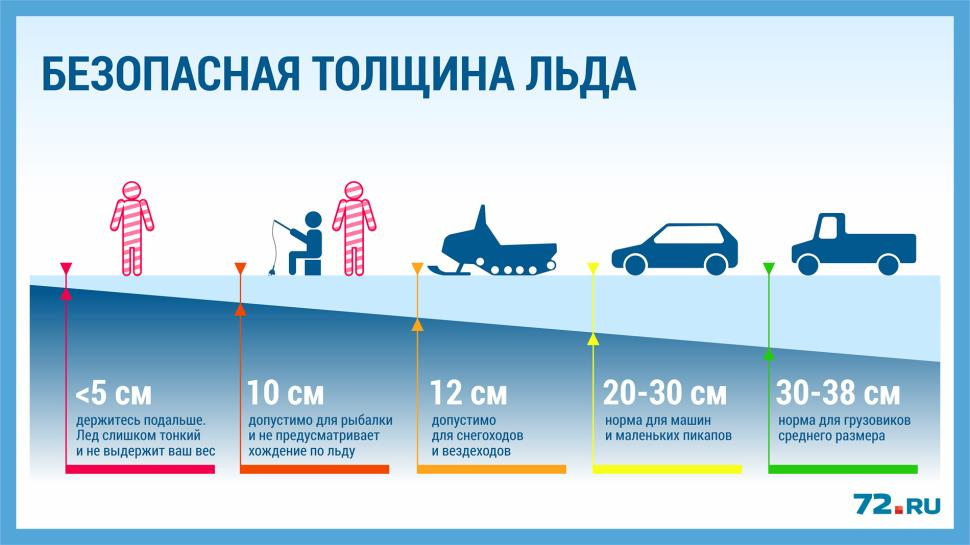 БЕЗОПАСНАЯ ТОЛЩИНА ЛЬДА
<5 см
держитесь подальше.
Лед слишком тонкий
и не выдержит ваш вес
10 см
допустимо для рыбалки
и не предусматривает
хождение по льду
12 см
допустимо
для снегоходов
и вездеходов
20-30 см
норма для машин
и маленьких пикапов
30-38 см
норма для грузовиков
среднего размера
72.RU